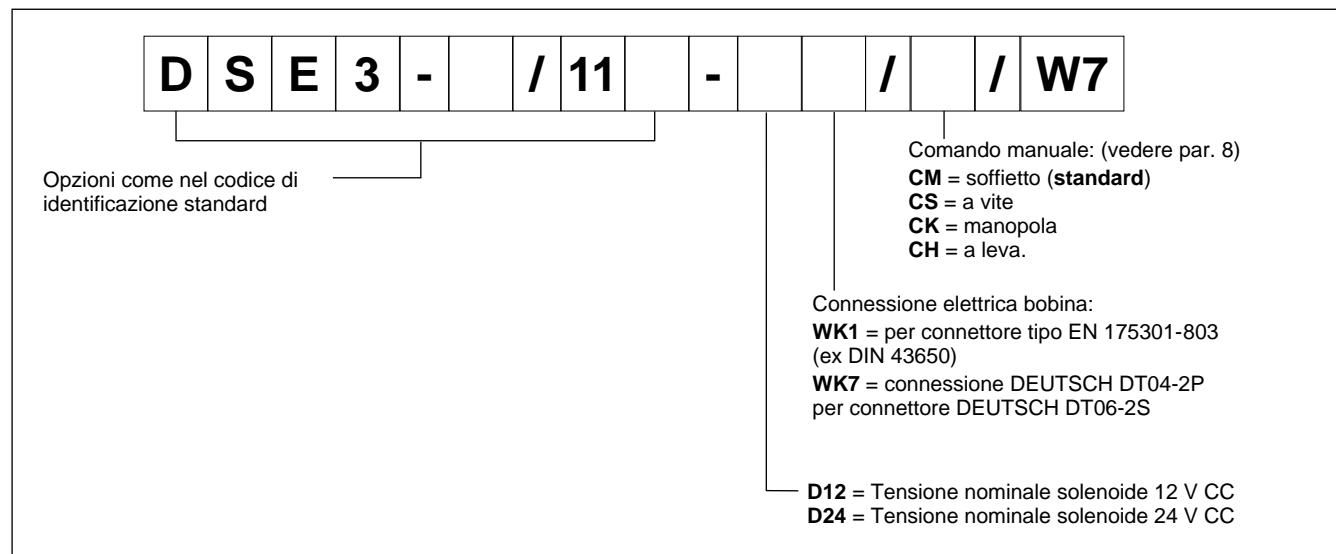 D S E 3 - / 11 - / / W7
Opzioni come nel codice di
identificazione standard
Comando manuale: (vedere par. 8)
CM = soffietto (standard)
CS = a vite
CK = manopola
CH = a leva.
Connessione elettrica bobina:
WK1 = per connettore tipo EN 175301-803
(ex DIN 43650)
WK7 = connessione DEUTSCH DT04-2P
per connettore DEUTSCH DT06-2S
D12 = Tensione nominale solenoide 12 V CC
D24 = Tensione nominale solenoide 24 V CC